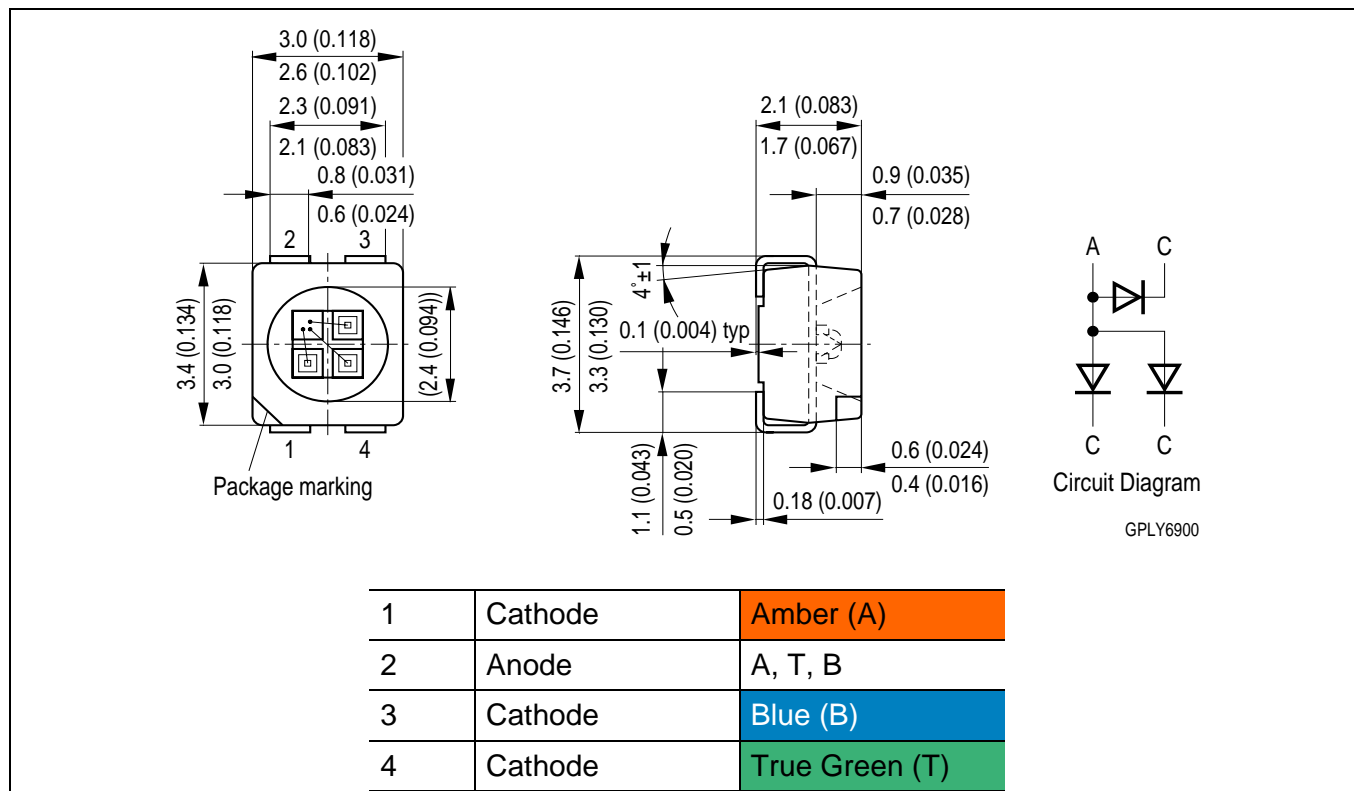 3.0 (0.118)
2.6 (0.102)
2.3 (0.091)
2.1 (0.083)
0.8 (0.031)
0.6 (0.024)
2
3
3.4 (0.134)
3.0 (0.118)
(2.4 (0.094))
1
4
Package marking
2.1 (0.083)
1.7 (0.067)
0.9 (0.035)
0.7 (0.028)
4°±1
0.1 (0.004) typ
3.7 (0.146)
3.3 (0.130)
1.1 (0.043)
0.5 (0.020)
0.18 (0.007)
0.6 (0.024)
0.4 (0.016)
A C
C C
Circuit Diagram
GPLY6900
1 Cathode Amber (A)
2 Anode A, T, B
3 Cathode Blue (B)
4 Cathode True Green (T)